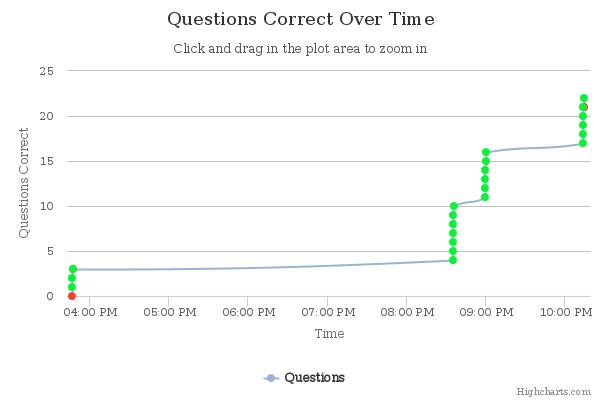 Questions Correct Over Time
Click and drag in the plot area to zoom in
Questions Correct
25
20
15
10
5
0
04:00 PM 05:00 PM 06:00 PM 07:00 PM 08:00 PM 09:00 PM 10:00 PM
Time
Questions
Highcharts.com